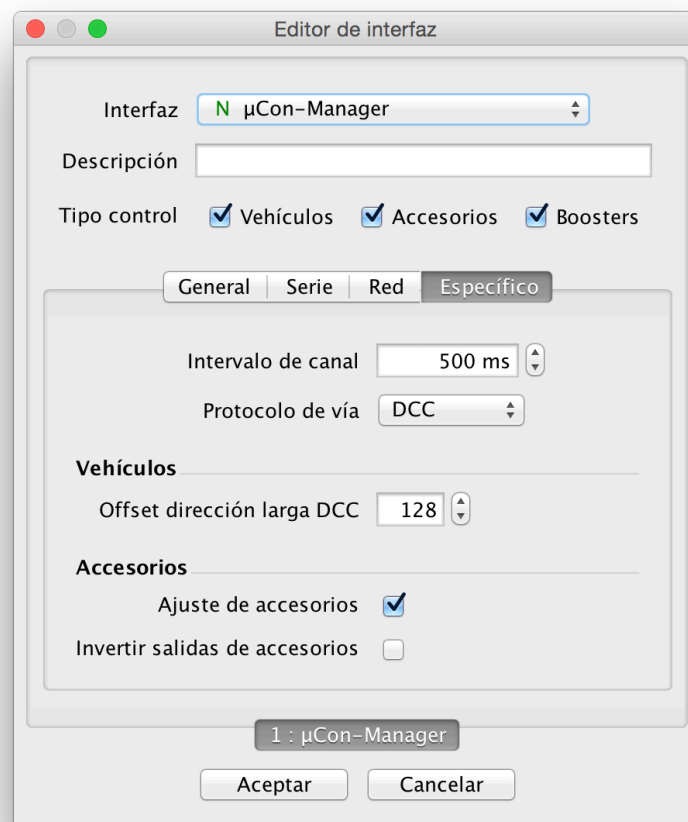 Editor de interfaz
Interfaz N µCon-Manager
Descripción
Tipo control Vehículos Accesorios Boosters
General Serie Red Específico
Intervalo de canal 500 ms
Protocolo de vía DCC
Vehículos
Offset dirección larga DCC 128
Accesorios
Ajuste de accesorios
Invertir salidas de accesorios
1 : µCon-Manager
Aceptar Cancelar